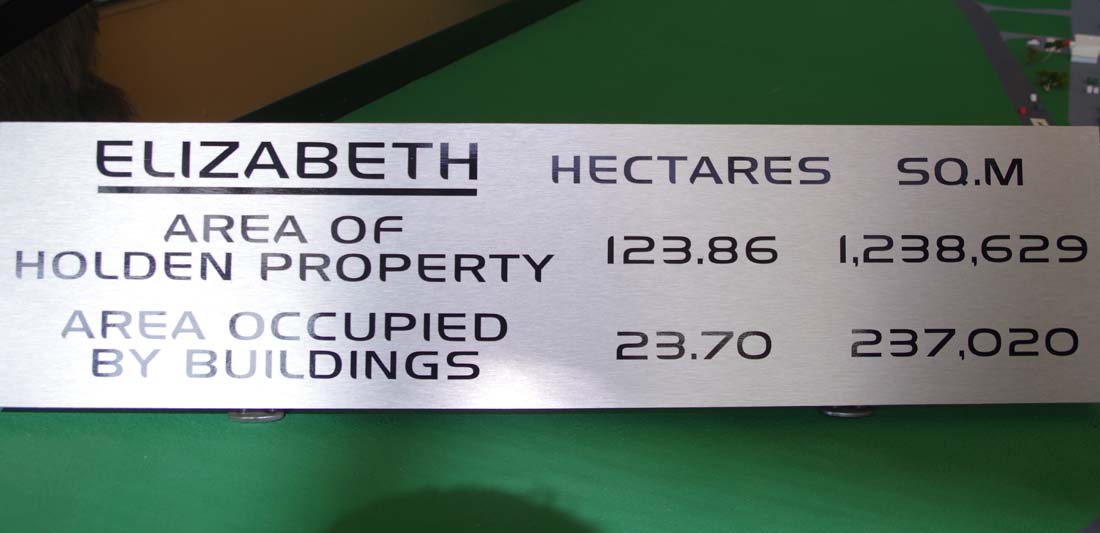 ELIZABETH HECTARES SQ.M
AREA OF
HOLDEN PROPERTY 123.86 1,238,629
AREA OCCUPIED
BY BUILDINGS 23.70 237,020